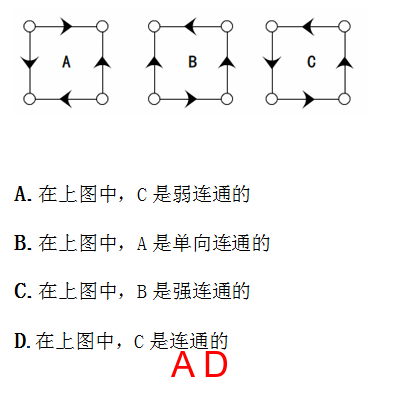 A B C
A. 在上图中，C 是弱连通的
B. 在上图中，A 是单向连通的
C. 在上图中，B 是强连通的
D. 在上图中，C 是连通的
A D